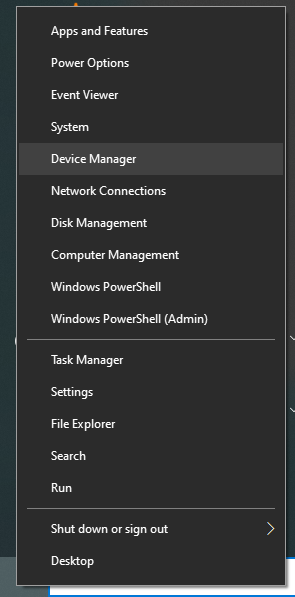 Apps and Features
Power Options
Event Viewer
System
Device Manager
Network Connections
Disk Management
Computer Management
Windows PowerShell
Windows PowerShell (Admin)
Task Manager
Settings
File Explorer
Search
Run
Shut down or sign out
Desktop